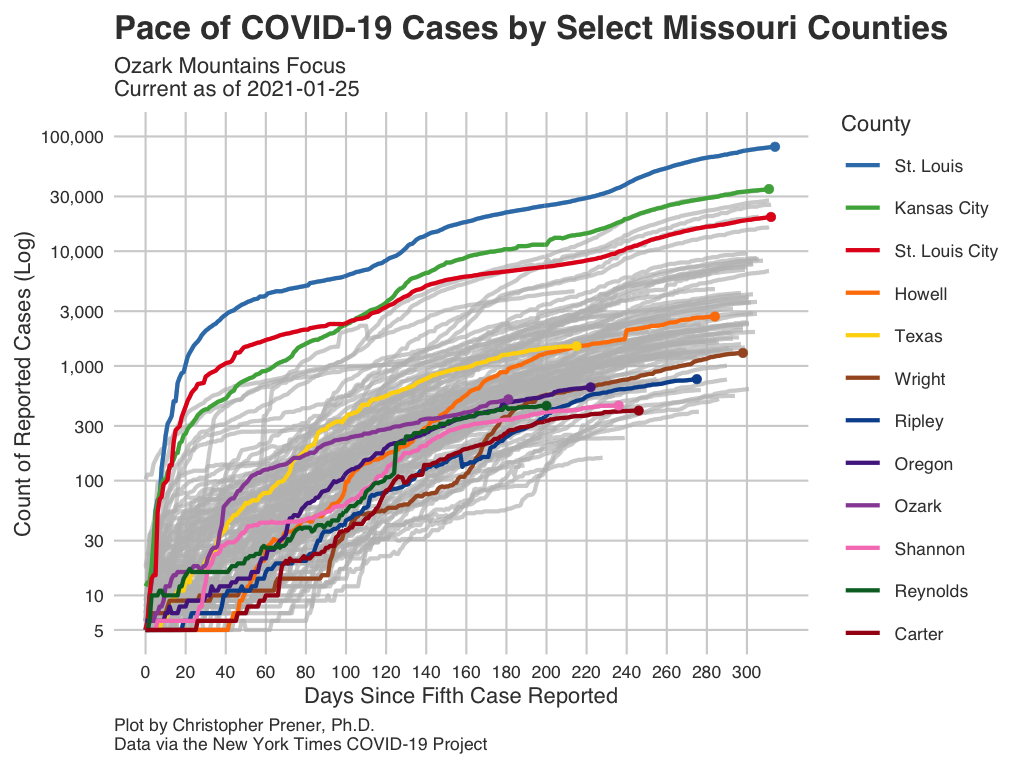 Pace of COVID-19 Cases by Select Missouri Counties
Ozark Mountains Focus
Current as of 2021-01-25
Count of Reported Cases (Log)
100,000
30,000
10,000
3,000
1,000
300
100
30
10
5
0 20 40 60 80 100 120 140 160 180 200 220 240 260 280 300
Days Since Fifth Case Reported
County
St. Louis
Kansas City
St. Louis City
Howell
Texas
Wright
Ripley
Oregon
Ozark
Shannon
Reynolds
Carter
Plot by Christopher Prener, Ph.D.
Data via the New York Times COVID-19 Project